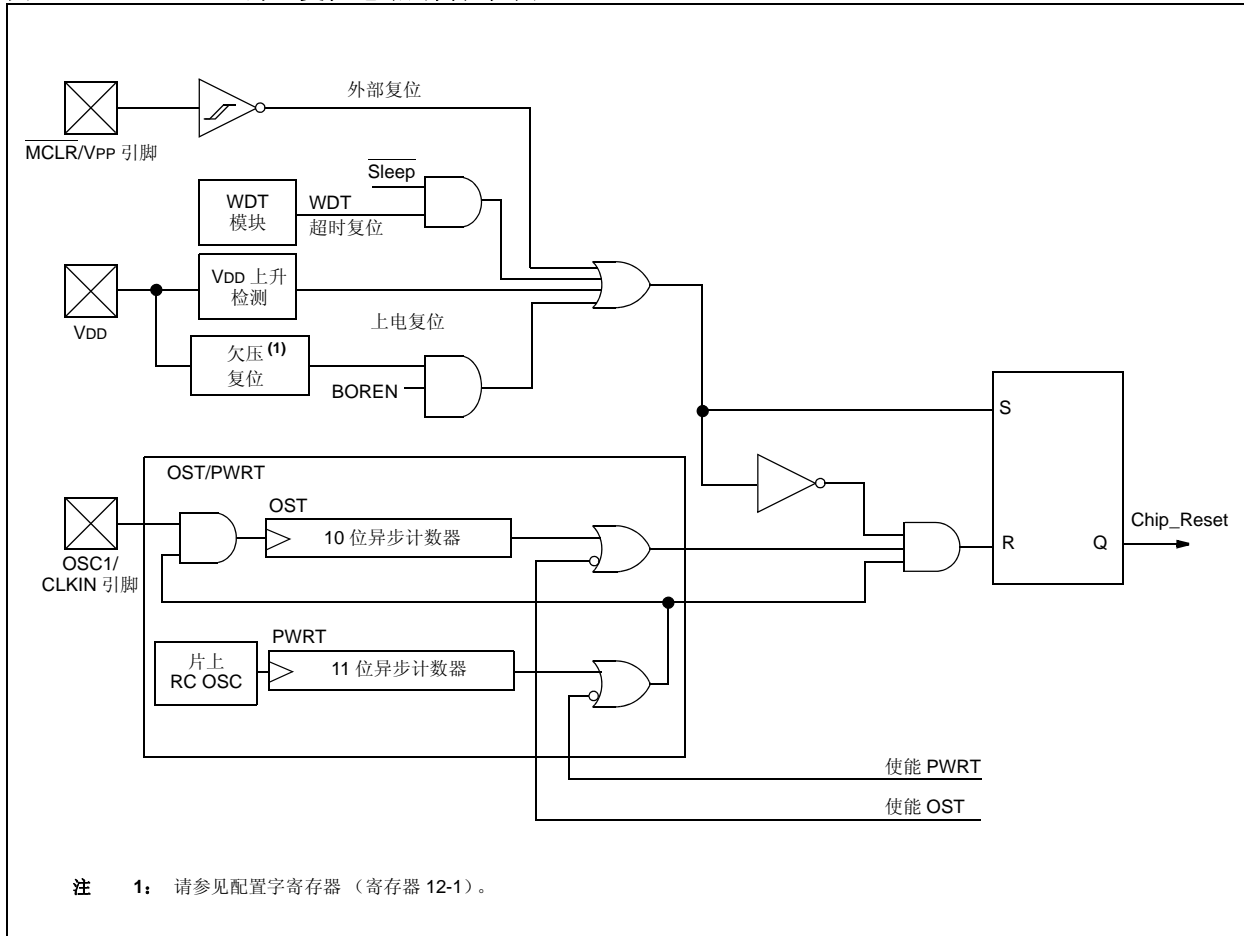 外部复位
MCLR/VPP 引脚
Sleep
WDT
模块
WDT
超时复位
VDD 上升
检测
VDD
上电复位
欠压(1)
复位
BOREN
S
OST/PWRT
OST
10 位异步计数器
OSC1/
CLKIN 引脚
Chip_Reset
R
Q
PWRT
片上
RC OSC
11 位异步计数器
使能 PWRT
使能 OST
注 1： 请参见配置字寄存器 （寄存器 12-1）。